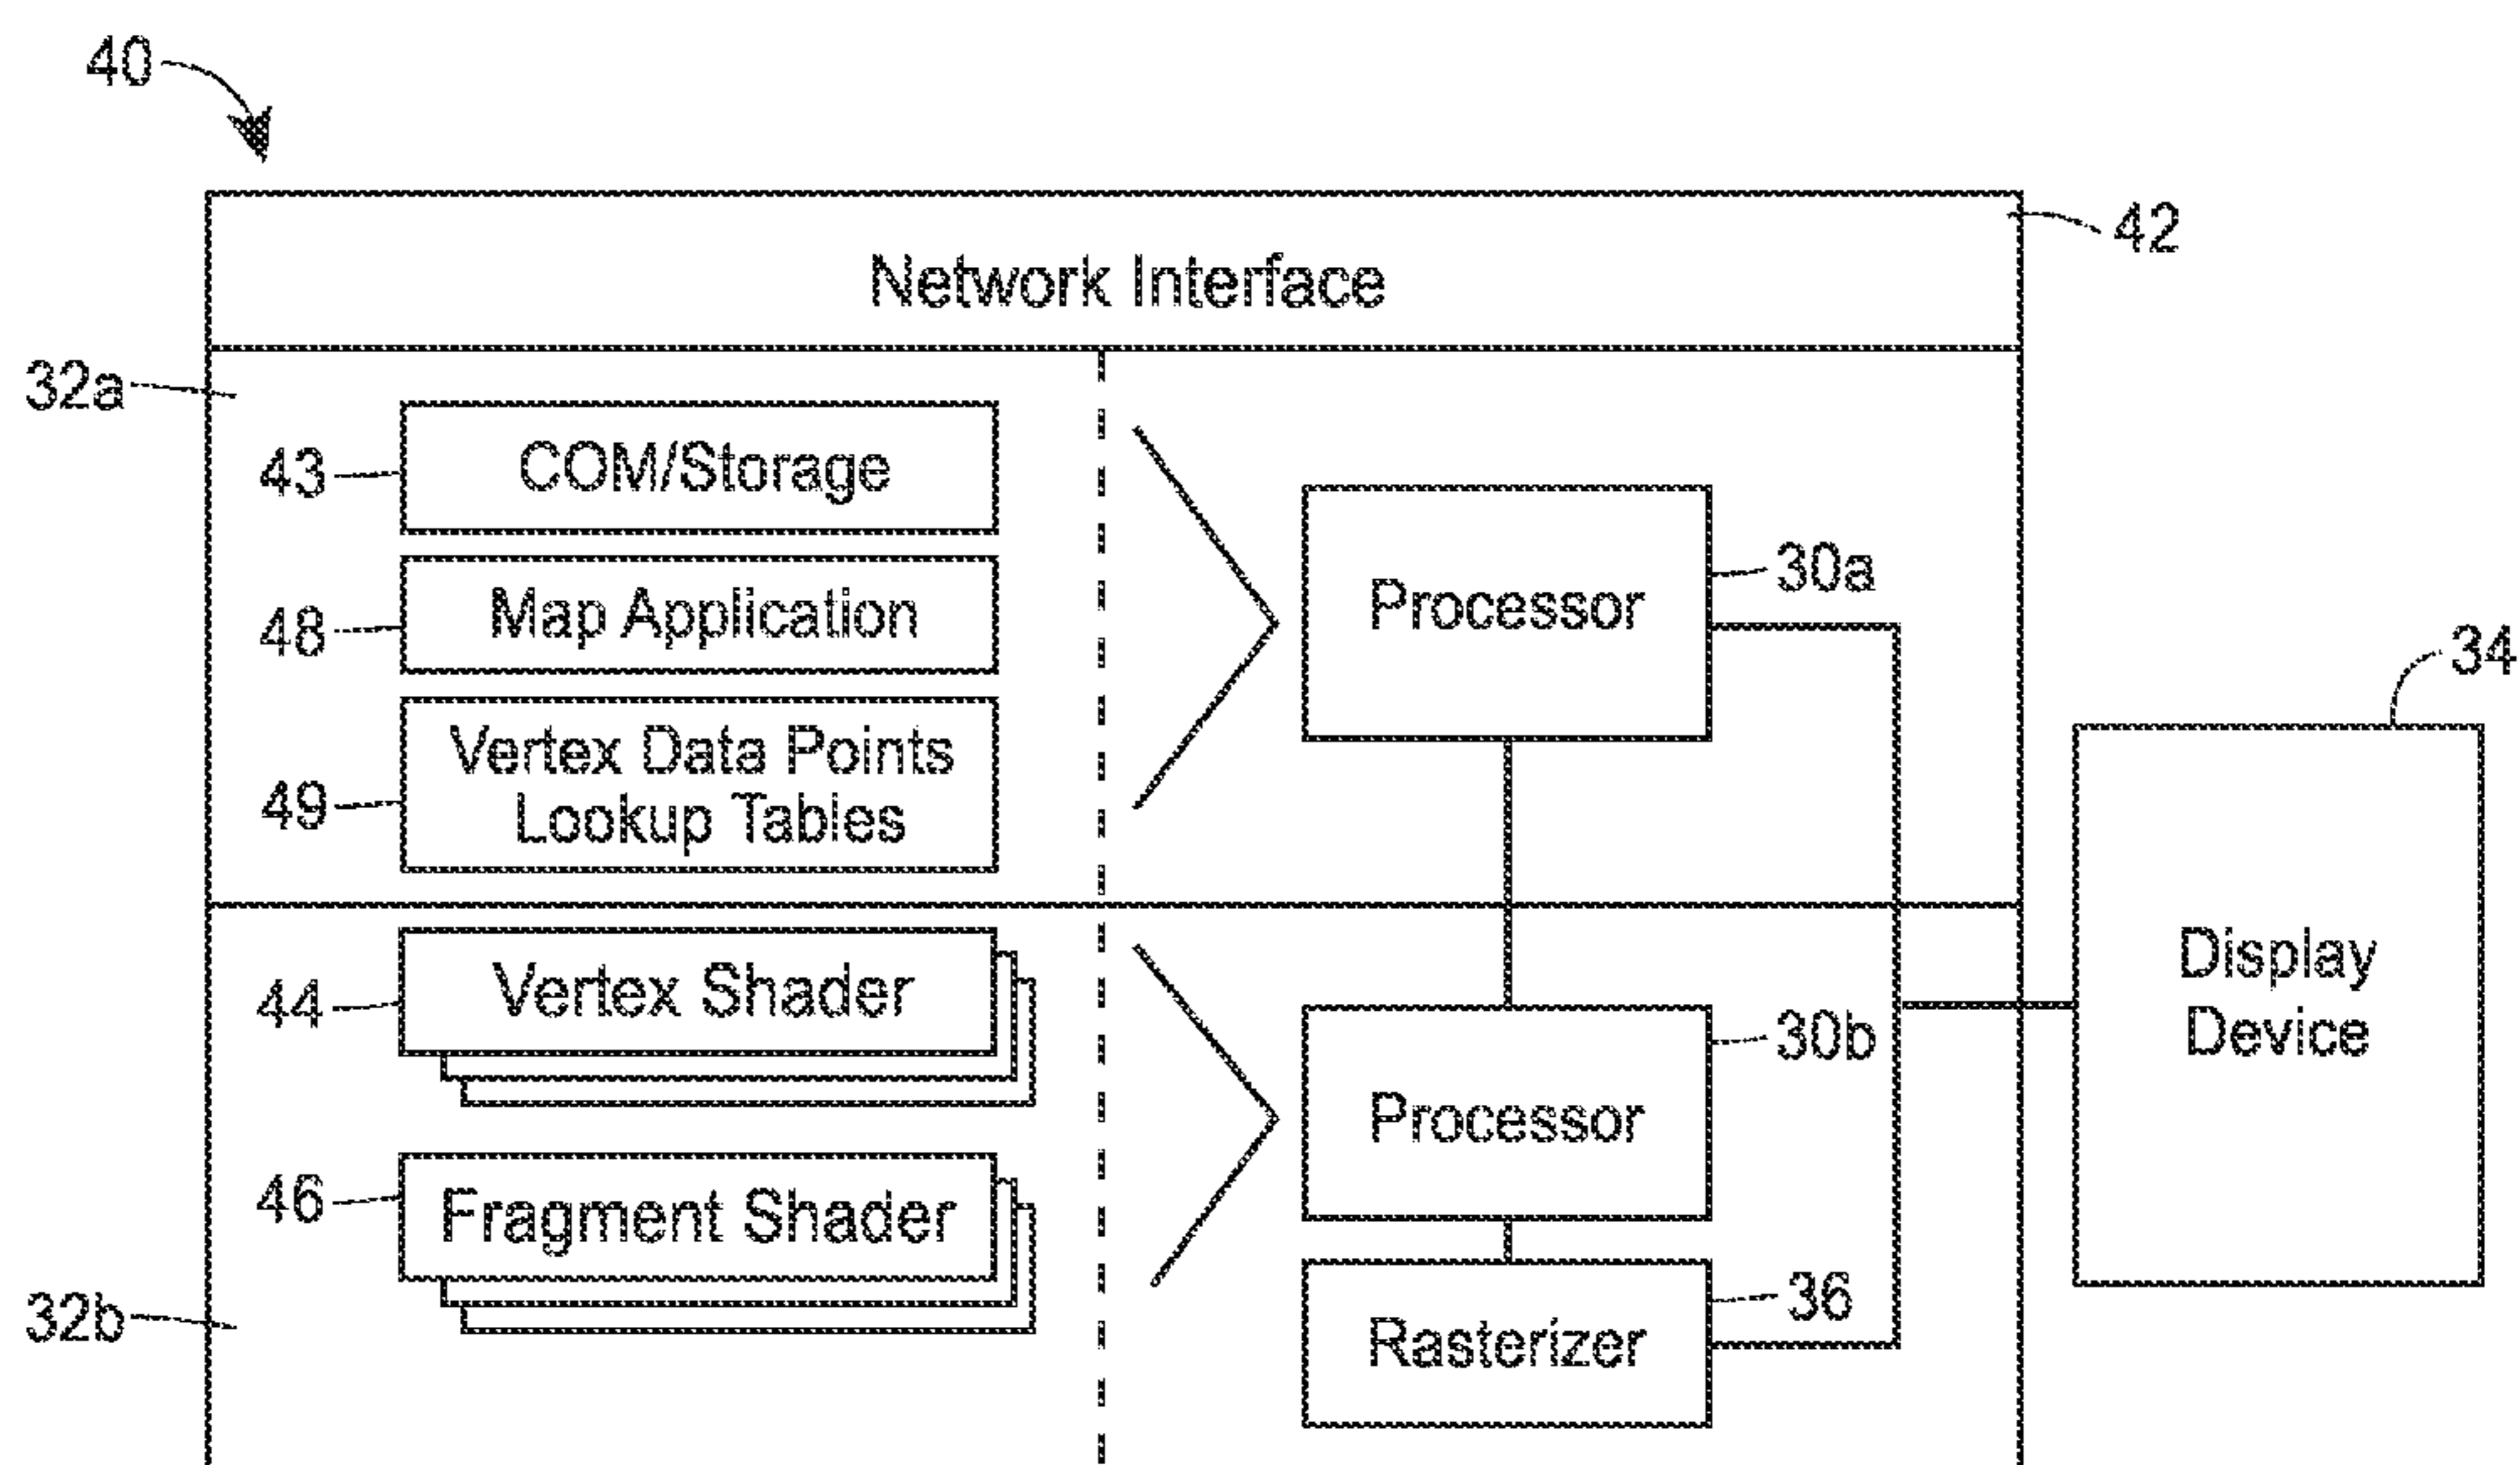 40
42
Network Interface
32a
43
COM/Storage
48
Map Application
49
Vertex Data Points
Lookup Tables
Processor
30a
34
44
Vertex Shader
46
Fragment Shader
32b
Processor
30b
Rasterizer
36
Display
Device